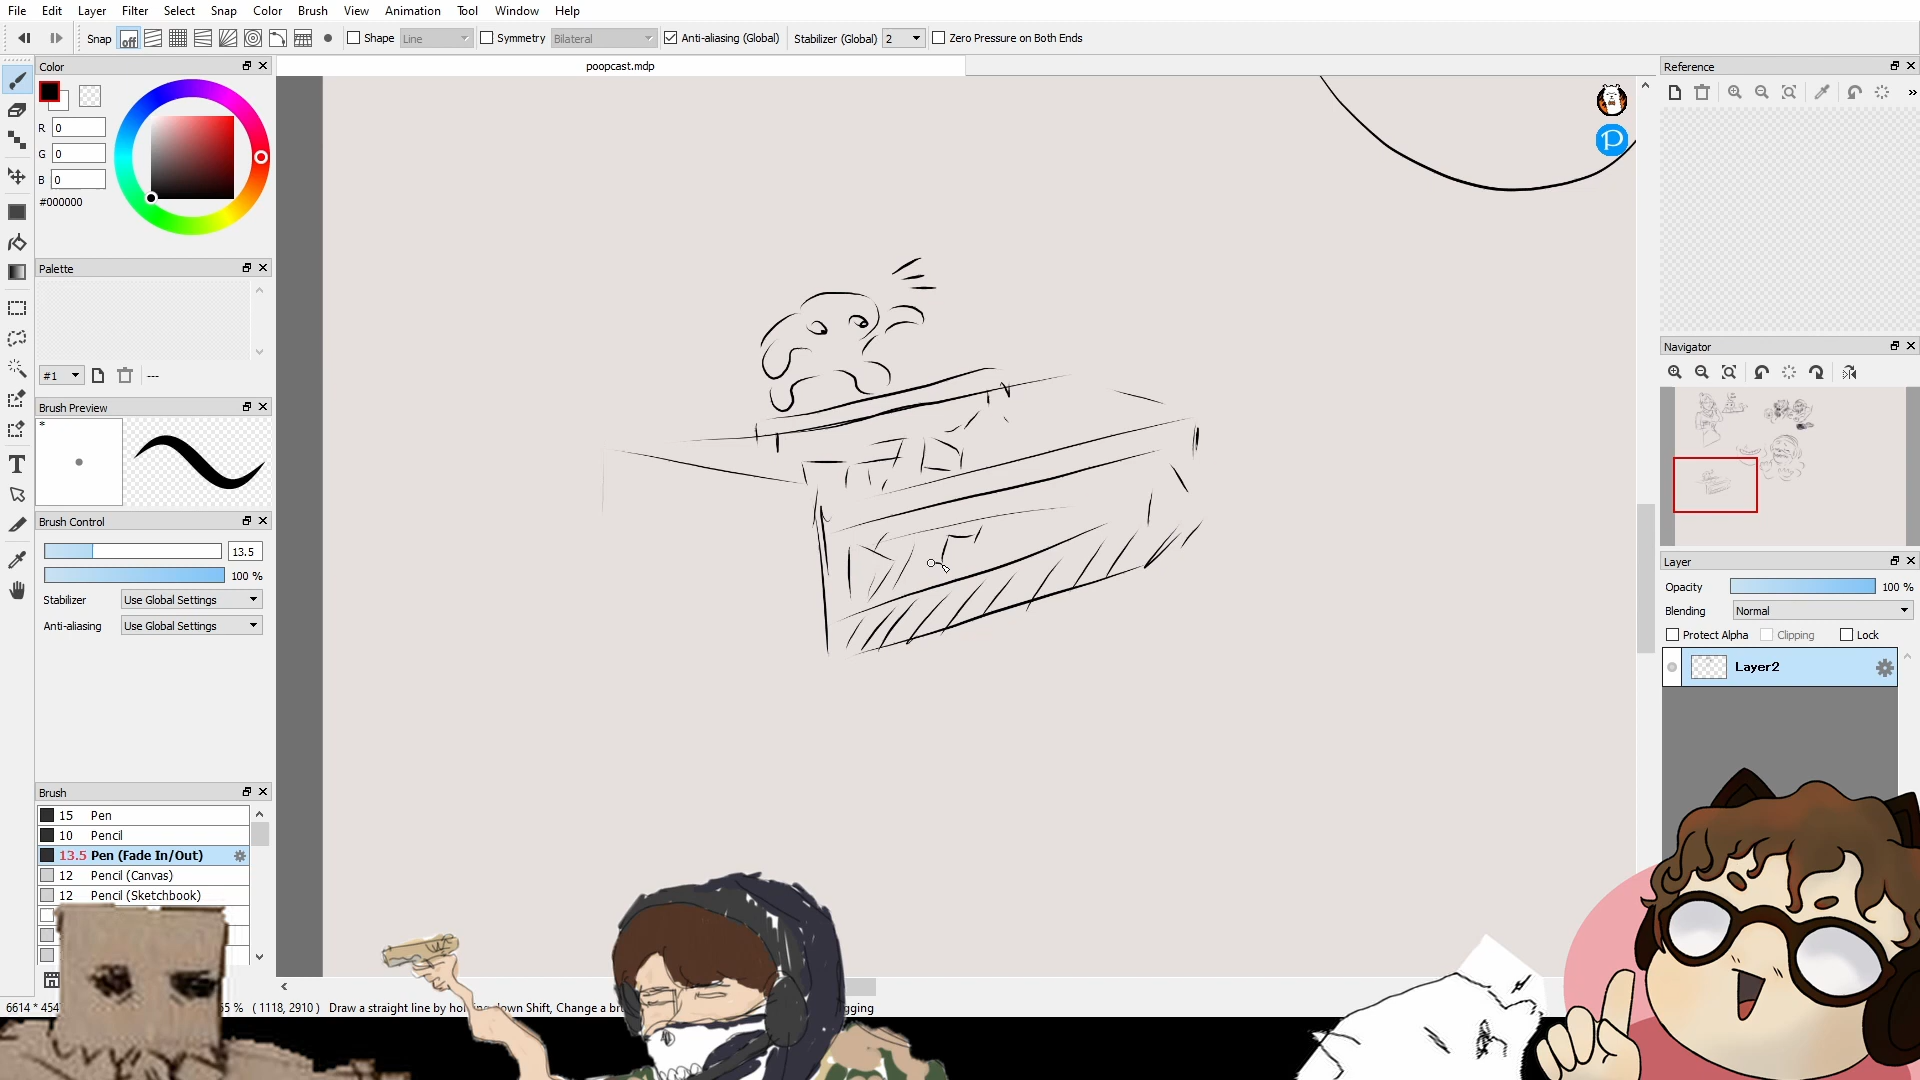 File Edit Layer Filter Select Snap Color Brush View Animation Tool Window Help
Snap off Shape Line Symmetry Bilateral Anti-aliasing (Global) Stabilizer (Global) 2 Zero Pressure on Both Ends
Color
poopcast.mdp
Reference
R 0
G 0
B 0
#000000
Palette
#1 ---
Navigator
Brush Preview
*
Brush Control
13.5
100 %
Stabilizer Use Global Settings
Anti-aliasing Use Global Settings
Layer
Opacity 100 %
Blending Normal
Protect Alpha Clipping Lock
Layer2
Brush
15 Pen
10 Pencil
13.5 Pen (Fade In/Out)
12 Pencil (Canvas)
12 Pencil (Sketchbook)
( 1118, 2910 ) Draw a straight line by down Shift, Change a